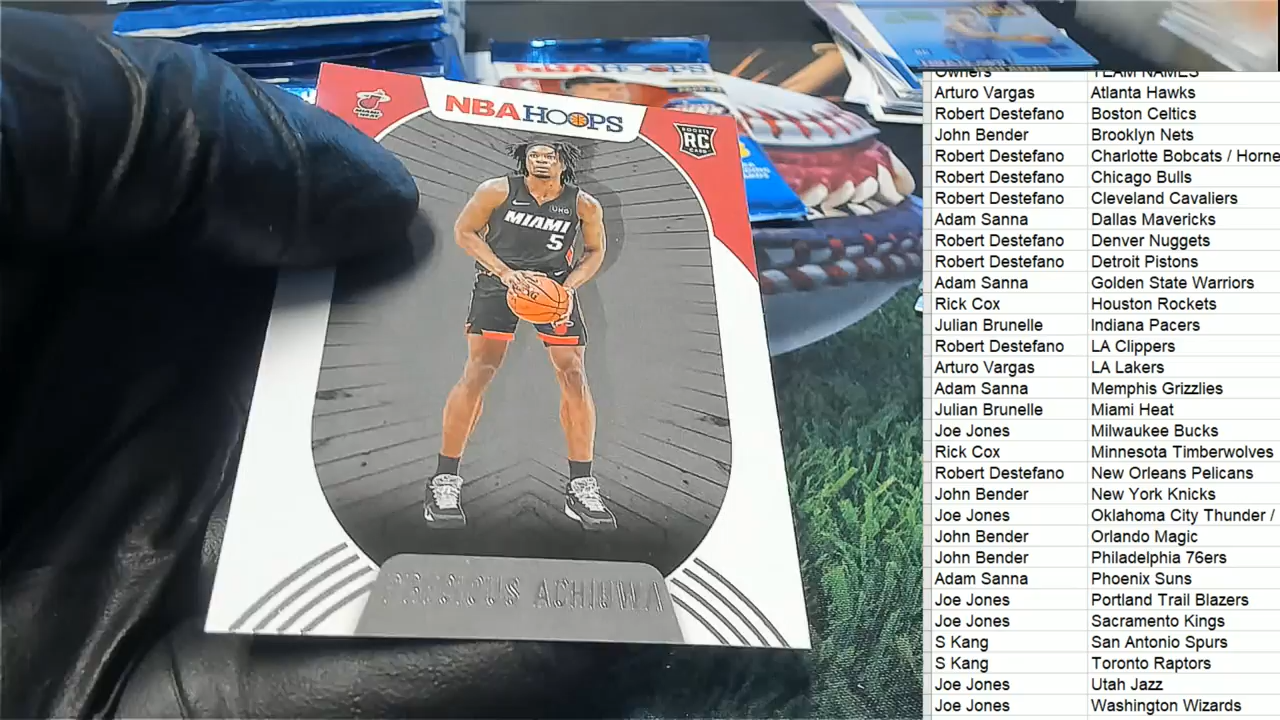 NBA HOOPS
NBA HOOPS
ROOKIE
RC
CARD
MIAMI
HEAT
UKG
MIAMI
5
PRECIOUS ACHIUWA
Owners TEAM NAMES
Arturo Vargas Atlanta Hawks
Robert Destefano Boston Celtics
John Bender Brooklyn Nets
Robert Destefano Charlotte Bobcats / Horne
Robert Destefano Chicago Bulls
Robert Destefano Cleveland Cavaliers
Adam Sanna Dallas Mavericks
Robert Destefano Denver Nuggets
Robert Destefano Detroit Pistons
Adam Sanna Golden State Warriors
Rick Cox Houston Rockets
Julian Brunelle Indiana Pacers
Robert Destefano LA Clippers
Arturo Vargas LA Lakers
Adam Sanna Memphis Grizzlies
Julian Brunelle Miami Heat
Joe Jones Milwaukee Bucks
Rick Cox Minnesota Timberwolves
Robert Destefano New Orleans Pelicans
John Bender New York Knicks
Joe Jones Oklahoma City Thunder /
John Bender Orlando Magic
John Bender Philadelphia 76ers
Adam Sanna Phoenix Suns
Joe Jones Portland Trail Blazers
Joe Jones Sacramento Kings
S Kang San Antonio Spurs
S Kang Toronto Raptors
Joe Jones Utah Jazz
Joe Jones Washington Wizards